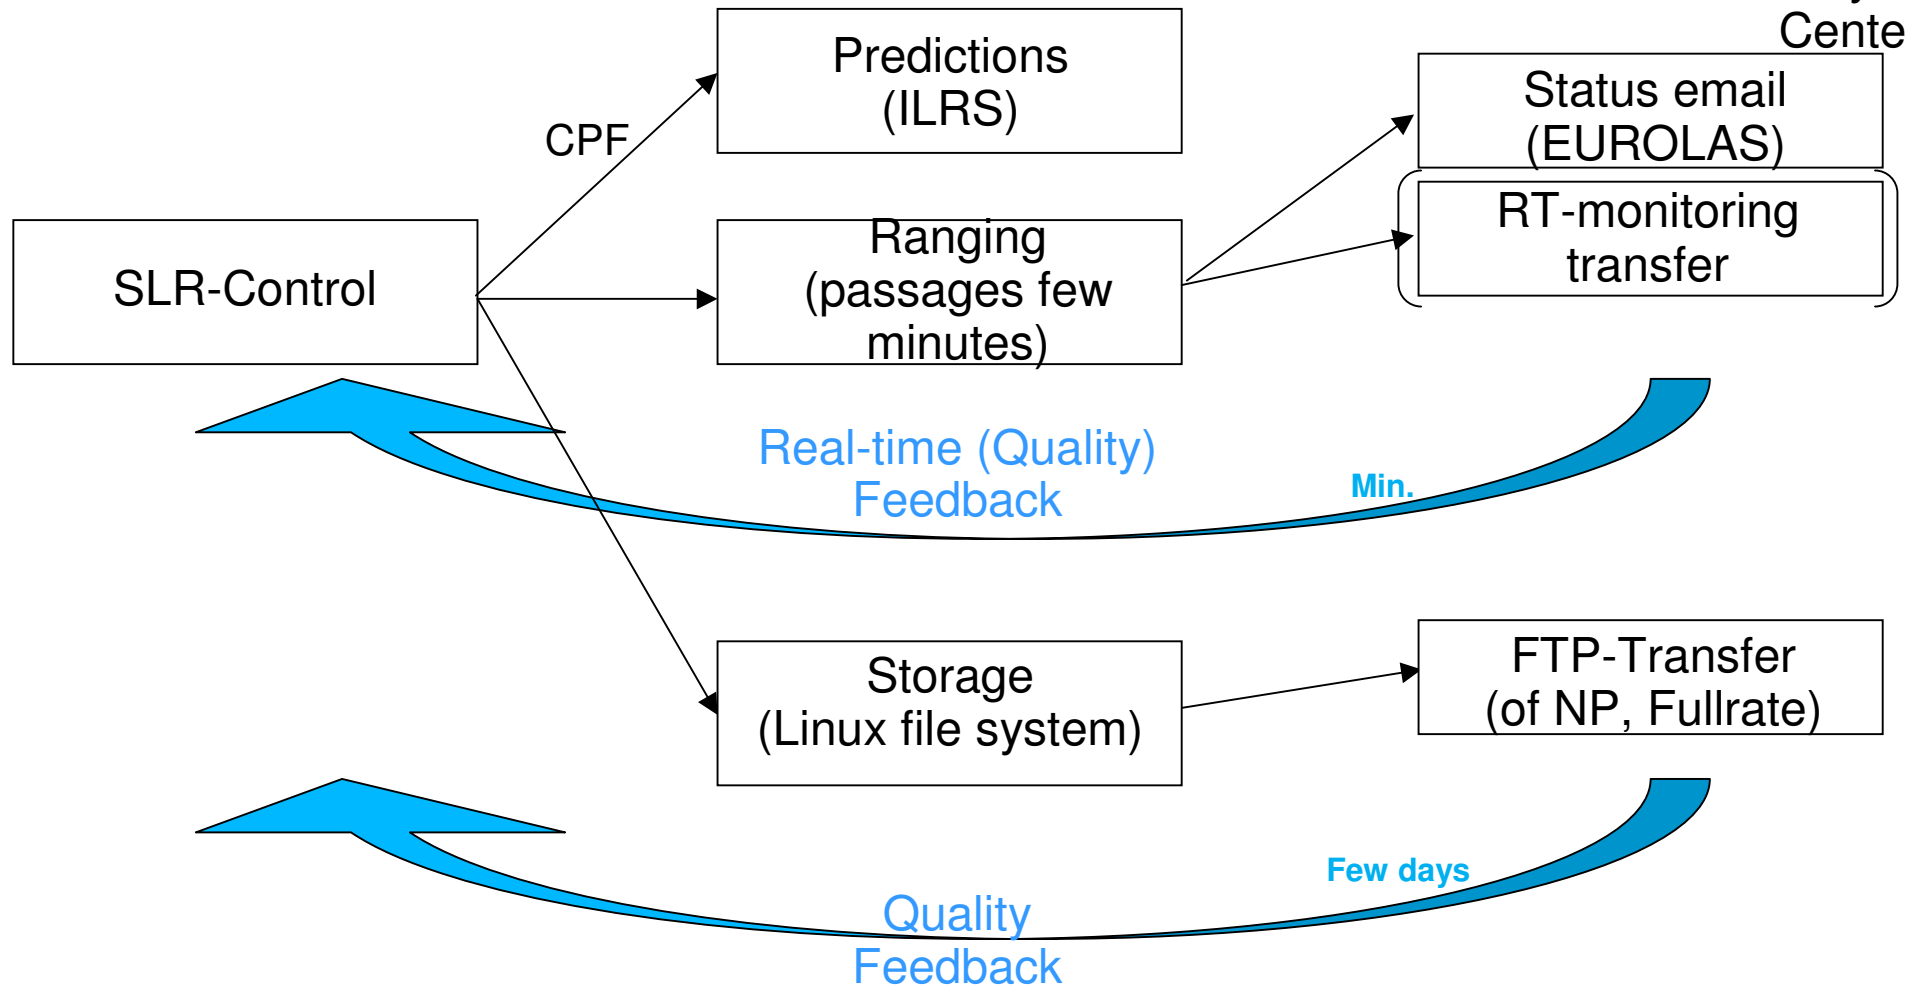 Cente
Predictions
(ILRS)
Status email
(EUROLAS)
CPF
RT-monitoring
transfer
SLR-Control
Ranging
(passages few
minutes)
Real-time (Quality)
Feedback
Min.
Storage
(Linux file system)
FTP-Transfer
(of NP, Fullrate)
Few days
Quality
Feedback